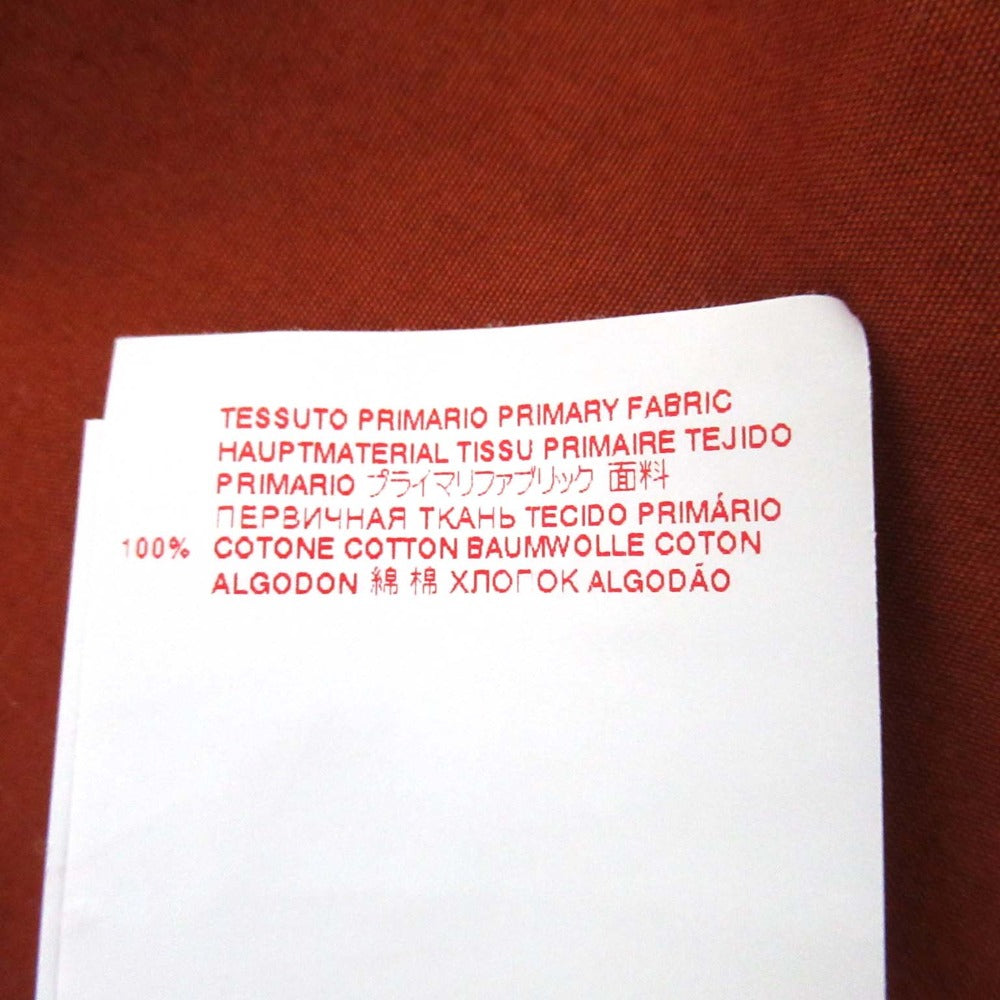 TESSUTO PRIMARIO PRIMARY FABRIC
HAUPTMATERIAL TISSU PRIMAIRE TEJIDO
PRIMARIO プライマリファブリック 面料
ПЕРВИЧНАЯ ТКАНЬ TECIDO PRIMÁRIO
100% COTONE COTTON BAUMWOLLE COTON
ALGODON 綿 棉 ХЛОГОК ALGODÃO